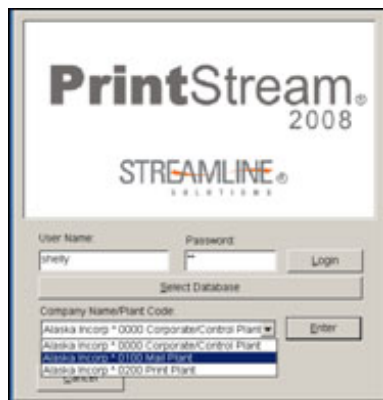 PrintStream®
2008
STREAMLINE®
SOLUTIONS
User Name:
Password:
shelly
**
Login
Select Database
Company Name/Plant Code:
Alaska Incorp * 0000 Corporate/Control Plant
Enter
Alaska Incorp * 0000 Corporate/Control Plant
Alaska Incorp * 0100 Mail Plant
Alaska Incorp * 0200 Print Plant
Cancel